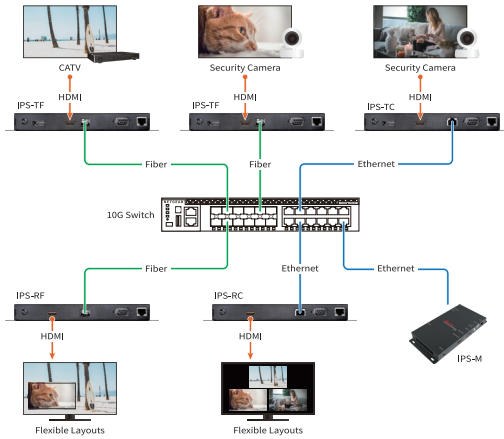 CATV
Security Camera
Security Camera
HDMI
HDMI
HDMI
IPS-TF
IPS-TF
IPS-TC
Fiber
Fiber
Ethernet
NETGEAR
10G Switch
Fiber
Ethernet
Ethernet
IPS-RF
IPS-RC
IPS-M
HDMI
HDMI
Flexible Layouts
Flexible Layouts